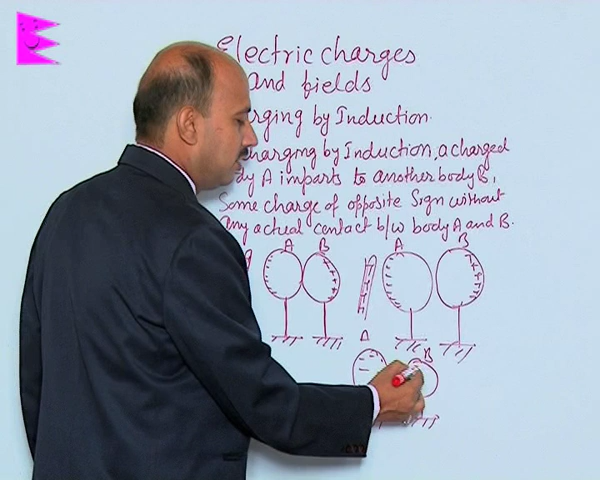 Electric charges
and fields
rging by Induction.
charging by Induction, a charged
dy A imparts to another body B,
Some charge of opposite Sign without
any actual contact b/w body A and B.
A B A B
A B